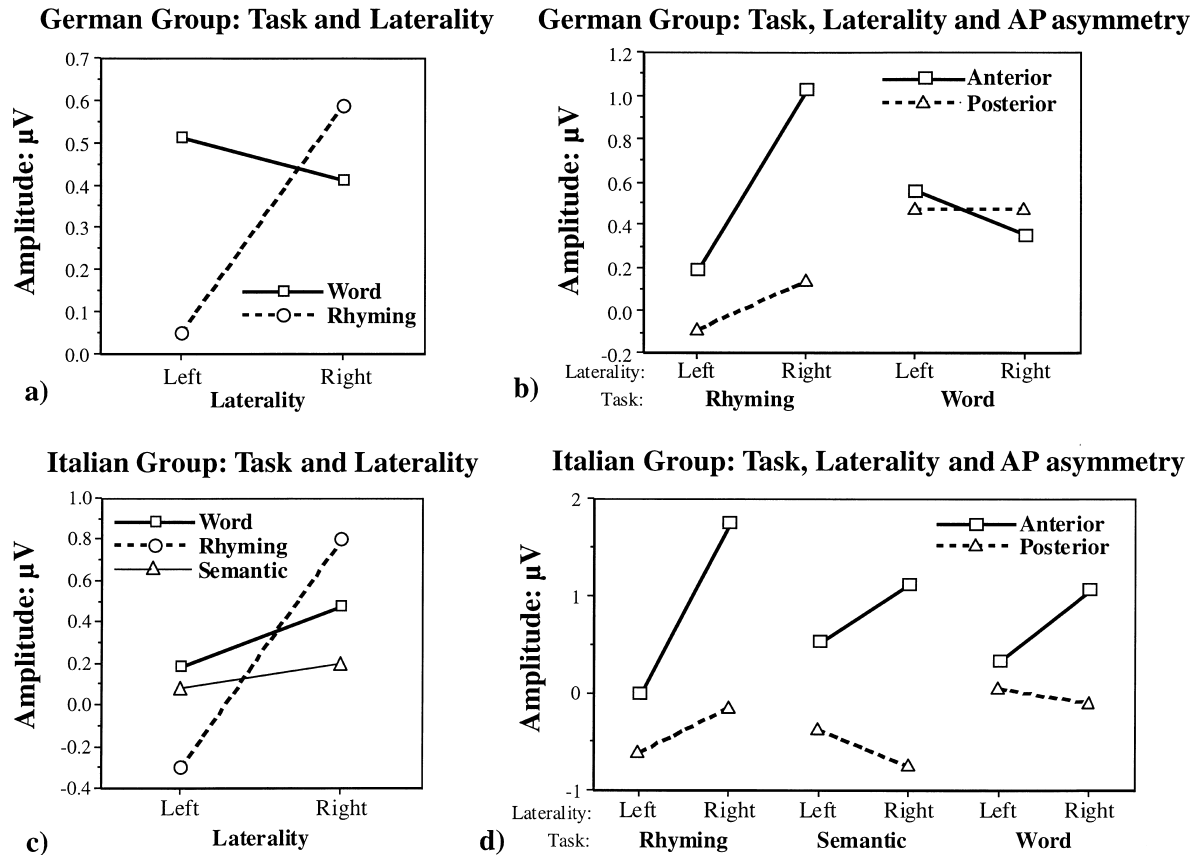 German Group: Task and Laterality
0.7
0.6
0.5
0.4
0.3
0.2
0.1
0.0
Amplitude: µV
Word
Rhyming
Left Right
Laterality
a)
German Group: Task, Laterality and AP asymmetry
1.2
1.0
0.8
0.6
0.4
0.2
0.0
-0.2
Amplitude: µV
Anterior
Posterior
Laterality: Left Right Left Right
Task: Rhyming Word
b)
Italian Group: Task and Laterality
1.0
0.8
0.6
0.4
0.2
0.0
-0.2
-0.4
Amplitude: µV
Word
Rhyming
Semantic
Left Right
Laterality
c)
Italian Group: Task, Laterality and AP asymmetry
2
1
0
-1
Amplitude: µV
Anterior
Posterior
Laterality: Left Right Left Right Left Right
Task: Rhyming Semantic Word
d)